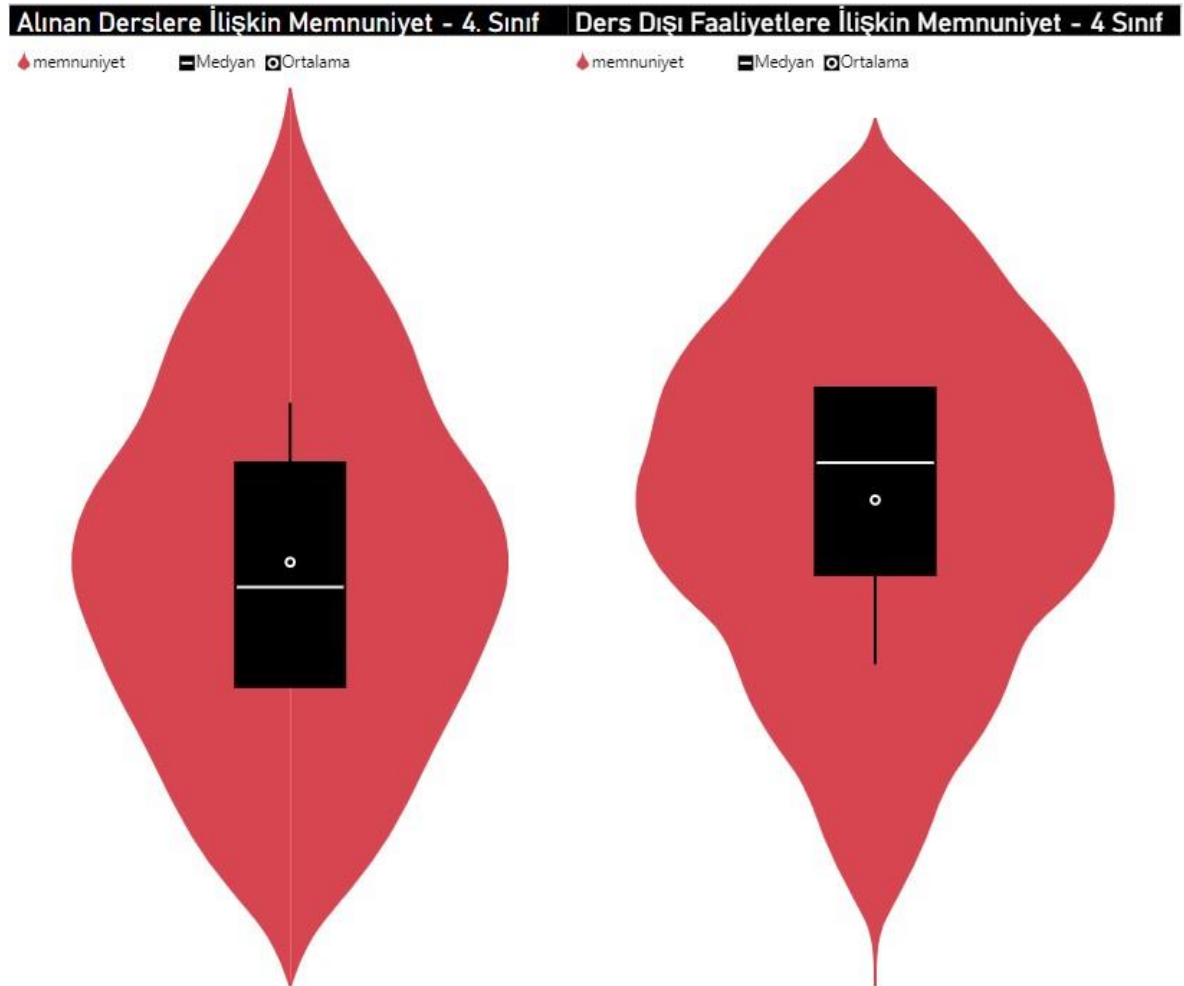 Alınan Derslere İlişkin Memnuniyet - 4. Sınıf
memnuniyet Medyan Ortalama
Ders Dışı Faaliyetlere İlişkin Memnuniyet - 4 Sınıf
memnuniyet Medyan Ortalama